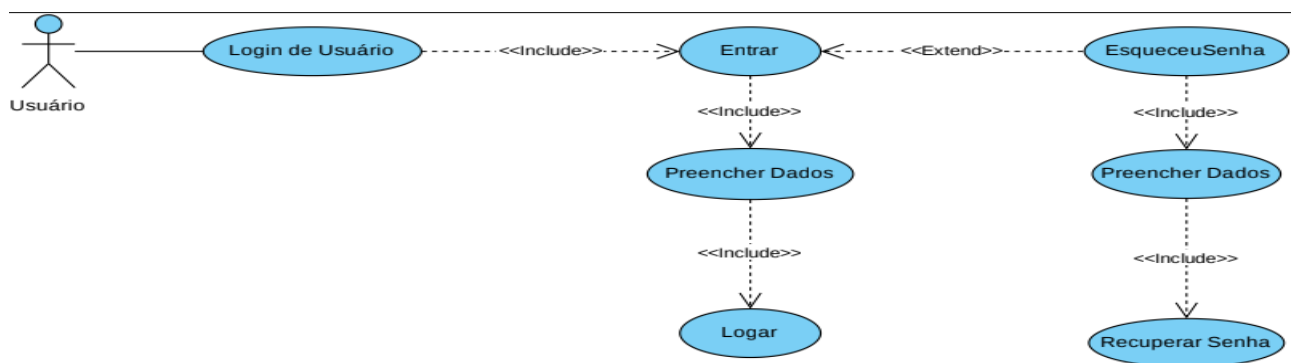 Usuário
Login de Usuário
<<Include>>
Entrar
<<Extend>>
EsqueceuSenha
<<Include>>
<<Include>>
Preencher Dados
Preencher Dados
<<Include>>
<<Include>>
Logar
Recuperar Senha